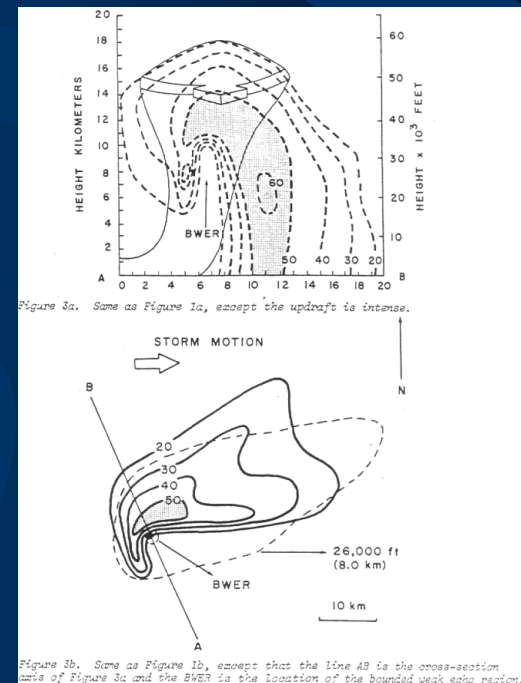 20
18
16
14
12
10
8
6
4
2
HEIGHT KILOMETERS
60
50
40
30
20
10
HEIGHT x 10³ FEET
60
BWER
50 40 30 20
A 0 2 4 6 8 10 12 14 16 18 20 B
Figure 3a. Same as Figure 1a, except the updraft is intense.
STORM MOTION
N
B
20
30
40
50
26,000 ft
(8.0 km)
BWER
10 km
A
Figure 3b. Same as Figure 1b, except that the line AB is the cross-section
axis of Figure 3a and the BWER is the location of the bounded weak echo region.